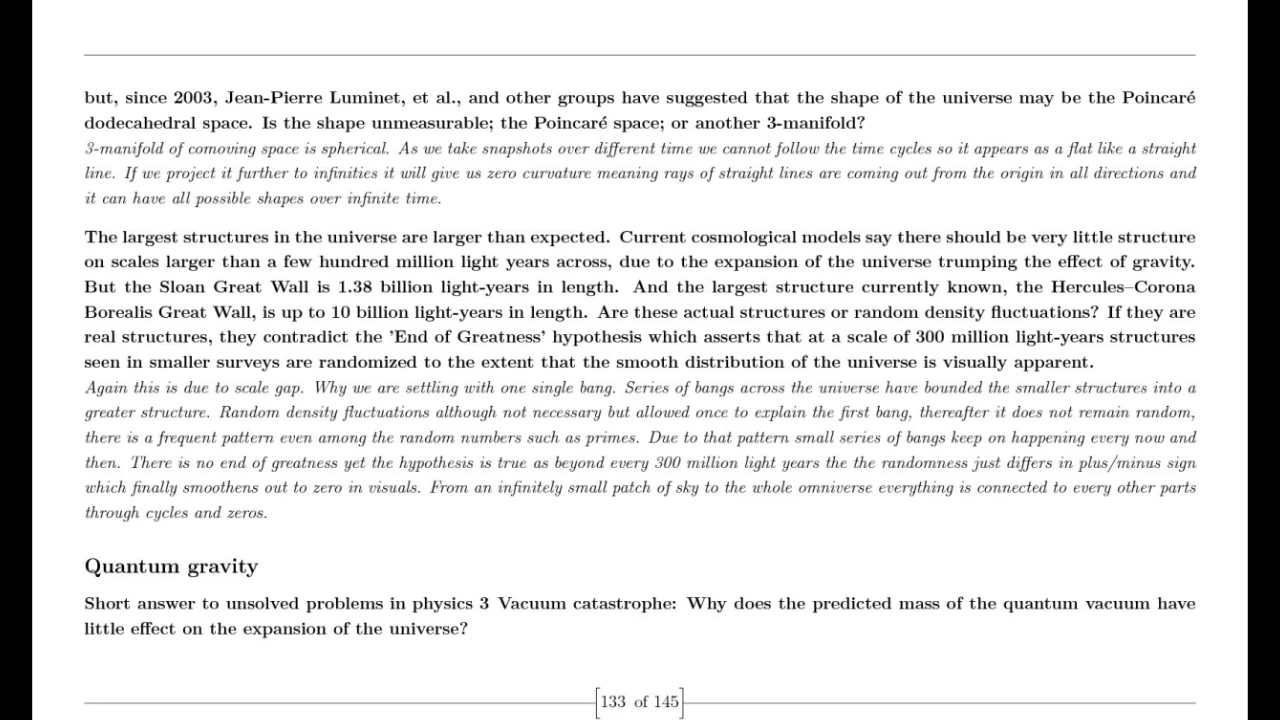 but, since 2003, Jean-Pierre Luminet, et al., and other groups have suggested that the shape of the universe may be the Poincaré
dodecahedral space. Is the shape unmeasurable; the Poincaré space; or another 3-manifold?
3-manifold of comoving space is spherical. As we take snapshots over different time we cannot follow the time cycles so it appears as a flat like a straight
line. If we project it further to infinities it will give us zero curvature meaning rays of straight lines are coming out from the origin in all directions and
it can have all possible shapes over infinite time.
The largest structures in the universe are larger than expected. Current cosmological models say there should be very little structure
on scales larger than a few hundred million light years across, due to the expansion of the universe trumping the effect of gravity.
But the Sloan Great Wall is 1.38 billion light-years in length. And the largest structure currently known, the Hercules–Corona
Borealis Great Wall, is up to 10 billion light-years in length. Are these actual structures or random density fluctuations? If they are
real structures, they contradict the 'End of Greatness' hypothesis which asserts that at a scale of 300 million light-years structures
seen in smaller surveys are randomized to the extent that the smooth distribution of the universe is visually apparent.
Again this is due to scale gap. Why we are settling with one single bang. Series of bangs across the universe have bounded the smaller structures into a
greater structure. Random density fluctuations although not necessary but allowed once to explain the first bang, thereafter it does not remain random,
there is a frequent pattern even among the random numbers such as primes. Due to that pattern small series of bangs keep on happening every now and
then. There is no end of greatness yet the hypothesis is true as beyond every 300 million light years the the randomness just differs in plus/minus sign
which finally smoothens out to zero in visuals. From an infinitely small patch of sky to the whole omniverse everything is connected to every other parts
through cycles and zeros.
Quantum gravity
Short answer to unsolved problems in physics 3 Vacuum catastrophe: Why does the predicted mass of the quantum vacuum have
little effect on the expansion of the universe?
133 of 145